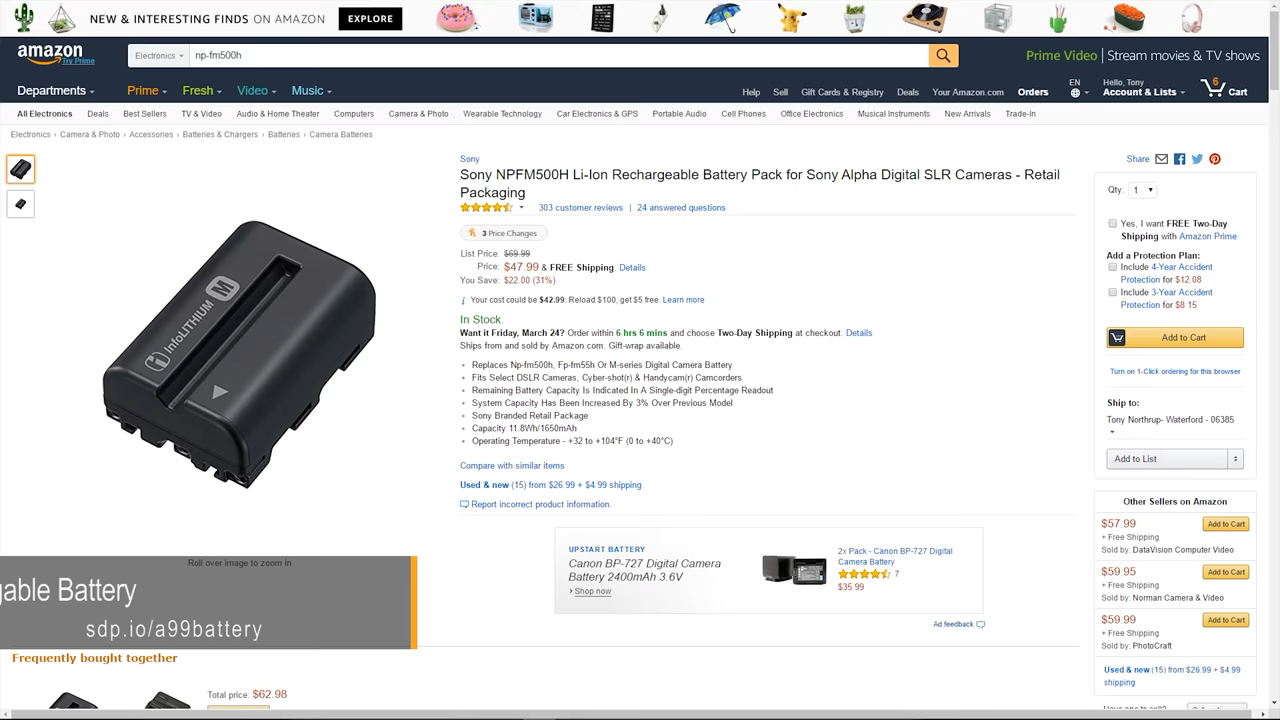 NEW & INTERESTING FINDS ON AMAZON
EXPLORE
amazon
Try Prime
Electronics
np-fm500h
Prime Video | Stream movies & TV shows
Departments
Prime
Fresh
Video
Music
Help
Sell
Gift Cards & Registry
Deals
Your Amazon.com
Orders
EN
Hello, Tony
Account & Lists
6
Cart
All Electronics
Deals
Best Sellers
TV & Video
Audio & Home Theater
Computers
Camera & Photo
Wearable Technology
Car Electronics & GPS
Portable Audio
Cell Phones
Office Electronics
Musical Instruments
New Arrivals
Trade-In
Electronics › Camera & Photo › Accessories › Batteries & Chargers › Batteries › Camera Batteries
InfoLITHIUM M
Roll over image to zoom in
gable Battery
sdp.io/a99battery
Sony
Sony NPFM500H Li-Ion Rechargeable Battery Pack for Sony Alpha Digital SLR Cameras - Retail
Packaging
303 customer reviews | 24 answered questions
3 Price Changes
List Price: $69.99
Price: $47.99 & FREE Shipping. Details
You Save: $22.00 (31%)
Your cost could be $42.99: Reload $100, get $5 free. Learn more
In Stock.
Want it Friday, March 24? Order within 6 hrs 6 mins and choose Two-Day Shipping at checkout. Details
Ships from and sold by Amazon.com. Gift-wrap available.
Replaces Np-fm500h, Fp-fm55h Or M-series Digital Camera Battery
Fits Select DSLR Cameras, Cyber-shot(r) & Handycam(r) Camcorders
Remaining Battery Capacity Is Indicated In A Single-digit Percentage Readout
System Capacity Has Been Increased By 3% Over Previous Model
Sony Branded Retail Package
Capacity 11.8Wh/1650mAh
Operating Temperature - +32 to +104°F (0 to +40°C)
Compare with similar items
Used & new (15) from $26.99 + $4.99 shipping
Report incorrect product information.
UPSTART BATTERY
Canon BP-727 Digital Camera
Battery 2400mAh 3.6V
Shop now
2x Pack - Canon BP-727 Digital
Camera Battery
7
$35.99
Ad feedback
Frequently bought together
Total price: $62.98
Share
Qty: 1
Yes, I want FREE Two-Day
Shipping with Amazon Prime
Add a Protection Plan:
Include 4-Year Accident
Protection for $12.08
Include 3-Year Accident
Protection for $8.15
Add to Cart
Turn on 1-Click ordering for this browser
Ship to:
Tony Northrup- Waterford - 06385
Add to List
Other Sellers on Amazon
$57.99
Add to Cart
+ Free Shipping
Sold by: DataVision Computer Video
$59.95
Add to Cart
+ Free Shipping
Sold by: Norman Camera & Video
$59.99
Add to Cart
+ Free Shipping
Sold by: PhotoCraft
Used & new (15) from $26.99 + $4.99
shipping